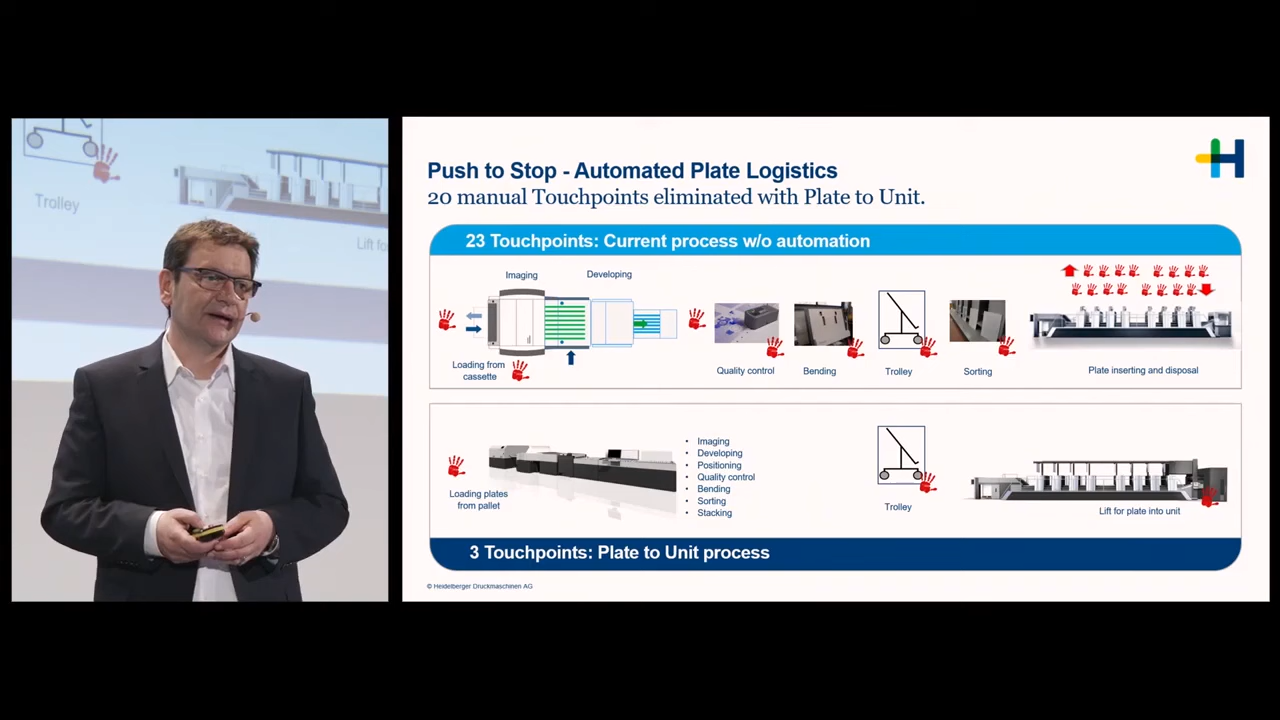 Trolley
Lift for
Push to Stop - Automated Plate Logistics
20 manual Touchpoints eliminated with Plate to Unit.
23 Touchpoints: Current process w/o automation
Imaging
Developing
Loading from
cassette
Quality control
Bending
Trolley
Sorting
Plate inserting and disposal
Loading plates
from pallet
• Imaging
• Developing
• Positioning
• Quality control
• Bending
• Sorting
• Stacking
Trolley
Lift for plate into unit
3 Touchpoints: Plate to Unit process
© Heidelberger Druckmaschinen AG